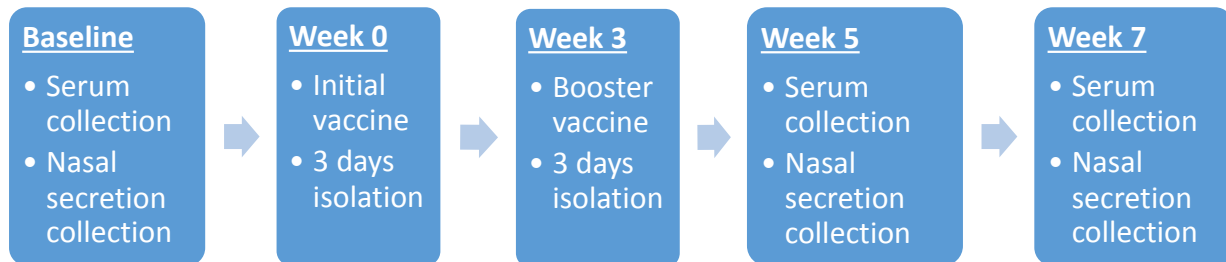 Baseline
• Serum
collection
• Nasal
secretion
collection
Week 0
• Initial
vaccine
• 3 days
isolation
Week 3
• Booster
vaccine
• 3 days
isolation
Week 5
• Serum
collection
• Nasal
secretion
collection
Week 7
• Serum
collection
• Nasal
secretion
collection